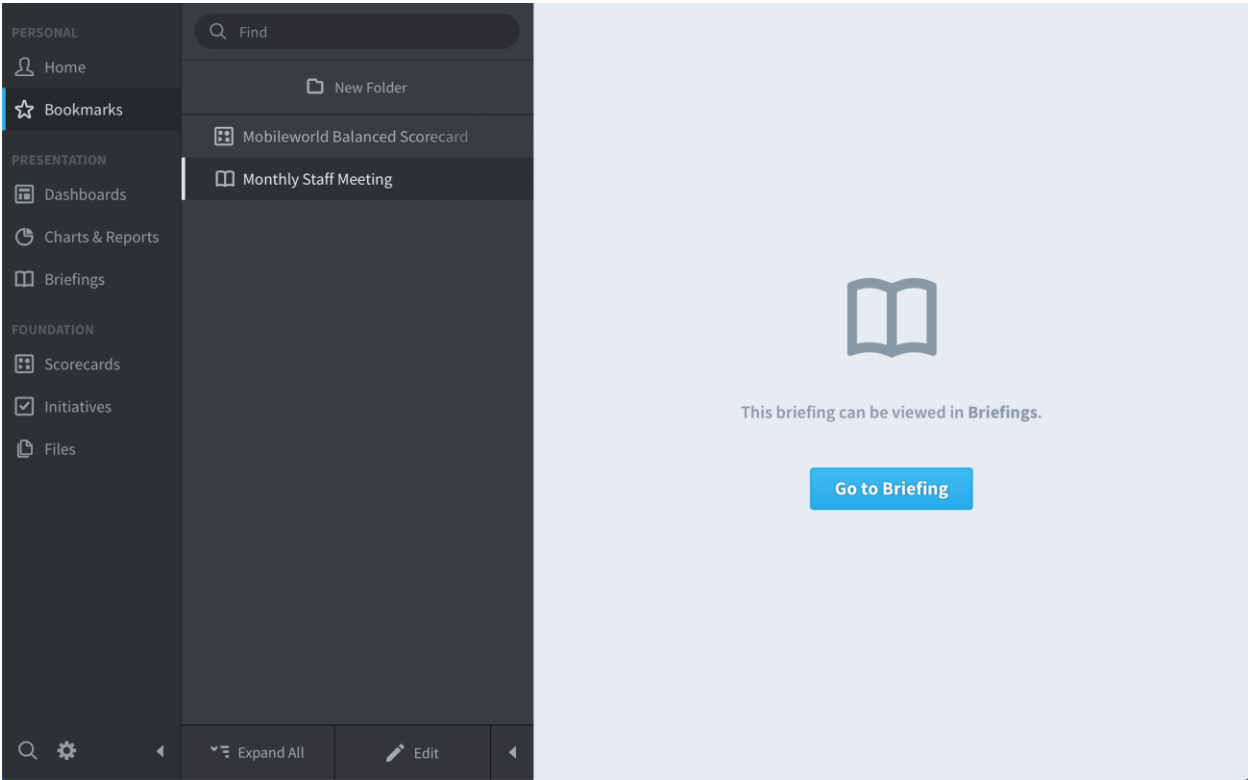 PERSONAL
Home
Bookmarks
PRESENTATION
Dashboards
Charts & Reports
Briefings
FOUNDATION
Scorecards
Initiatives
Files
Find
New Folder
Mobileworld Balanced Scorecard
Monthly Staff Meeting
Expand All
Edit
This briefing can be viewed in Briefings.
Go to Briefing